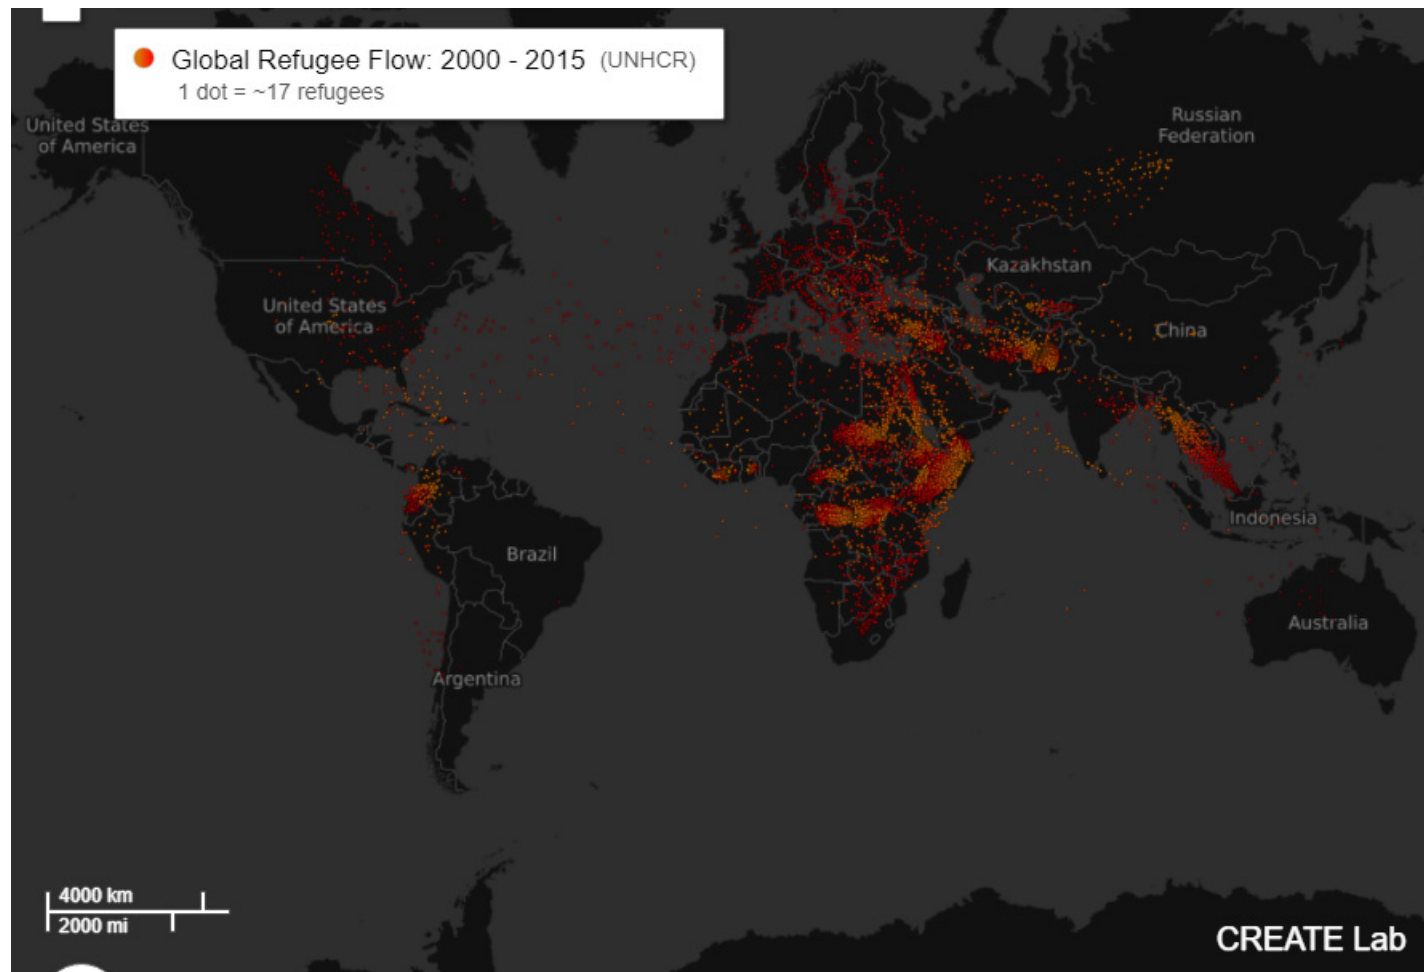 Global Refugee Flow: 2000 - 2015 (UNHCR)
1 dot = ~17 refugees
United States
of America
Russian
Federation
Kazakhstan
United States
of America
China
Indonesia
Brazil
Australia
Argentina
4000 km
2000 mi
CREATE Lab